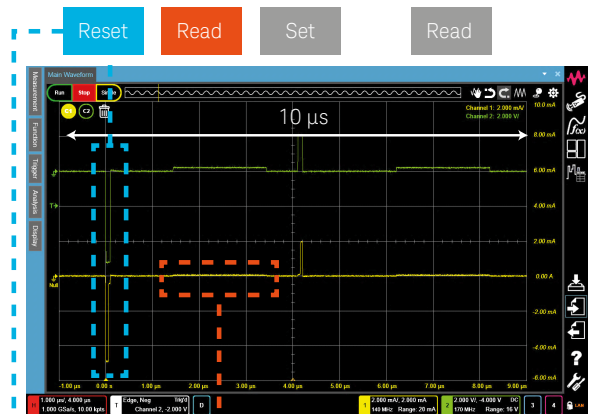 Reset Read Set Read
Main Waveform
Run Stop Single
C1 C2
10 µs
Channel 1: 2.000 mA/
Channel 2: 2.000 V/
10.0 mA
8.00 mA
6.00 mA
4.00 mA
2.00 mA
0.00 A
-2.00 mA
-4.00 mA
-6.00 mA
T
Null
Measurement
Function
Trigger
Analysis
Display
f(x)
-1.00 µs 0.00 s 1.00 µs 2.00 µs 3.00 µs 4.00 µs 5.00 µs 6.00 µs 7.00 µs 8.00 µs 9.00 µs
H 1.000 µs/, 4.000 µs
1.000 GSa/s, 10.00 kpts
T Edge, Neg Trig'd
Channel 2, -2.000 V
D
1 2.000 mA/, 2.000 mA
140 MHz Range: 20 mA
2 2.000 V/, -4.000 V DC
170 MHz Range: 16 V
3 4
LAN